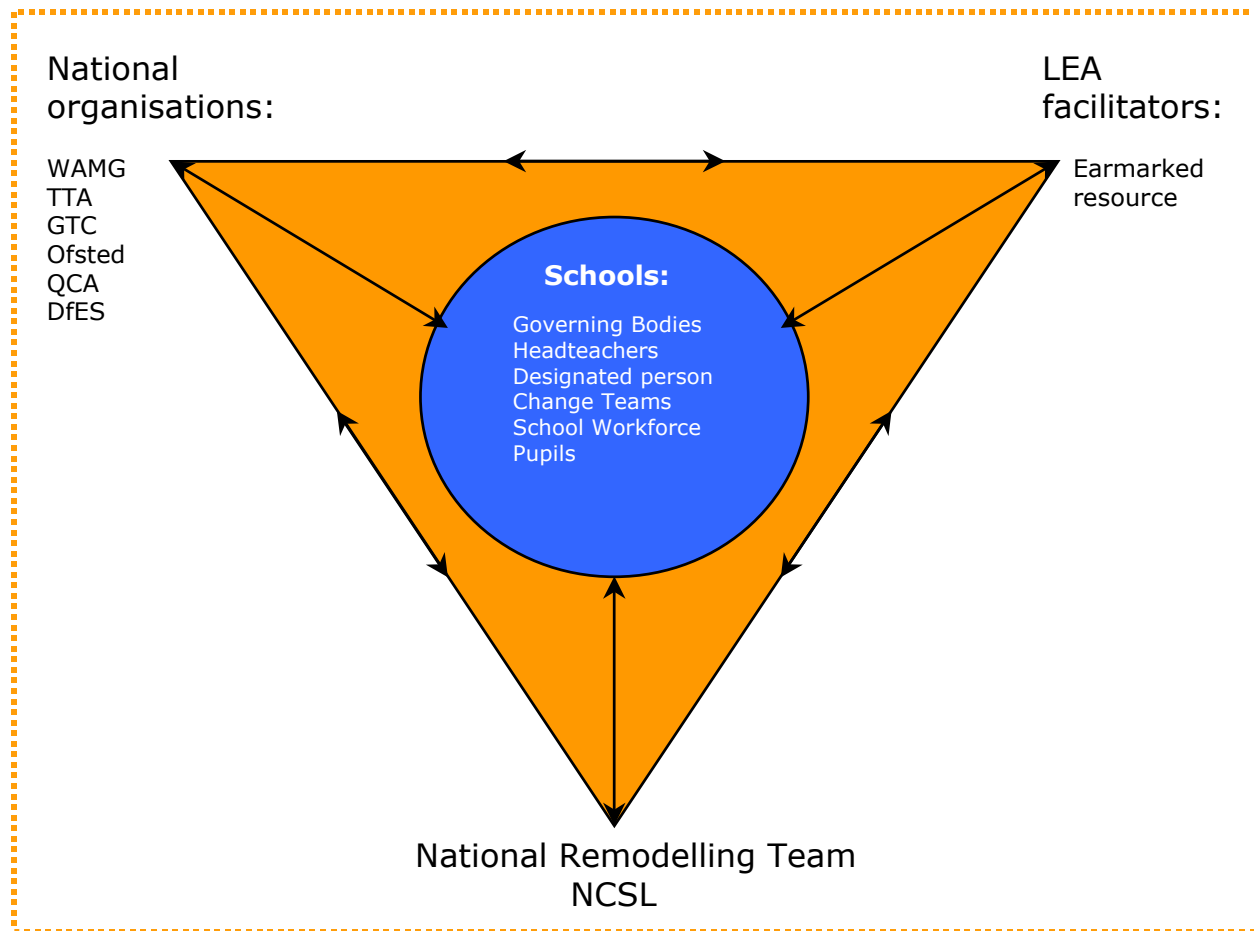 National
organisations:
WAMG
TTA
GTC
Ofsted
QCA
DfES
LEA
facilitators:
Earmarked
resource
Schools:
Governing Bodies
Headteachers
Designated person
Change Teams
School Workforce
Pupils
National Remodelling Team
NCSL